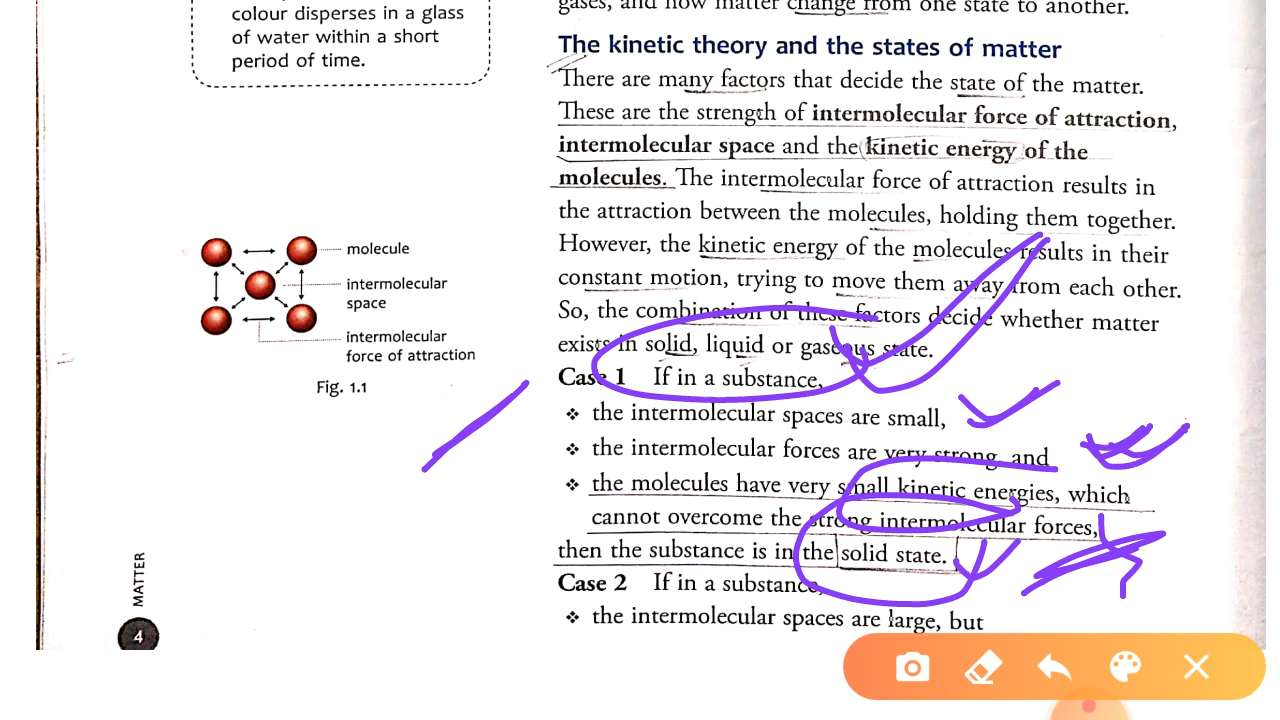 colour disperses in a glass
of water within a short
period of time.
gases, and how matter change from one state to another.
The kinetic theory and the states of matter
There are many factors that decide the state of the matter.
These are the strength of intermolecular force of attraction,
intermolecular space and the kinetic energy of the
molecules. The intermolecular force of attraction results in
the attraction between the molecules, holding them together.
However, the kinetic energy of the molecules results in their
constant motion, trying to move them away from each other.
So, the combination of these factors decide whether matter
exists in solid, liquid or gaseous state.
Case 1 If in a substance,
❖ the intermolecular spaces are small,
❖ the intermolecular forces are very strong, and
❖ the molecules have very small kinetic energies, which
cannot overcome the strong intermolecular forces,
then the substance is in the solid state.
Case 2 If in a substance,
❖ the intermolecular spaces are large, but
molecule
intermolecular
space
intermolecular
force of attraction
Fig. 1.1
MATTER
4